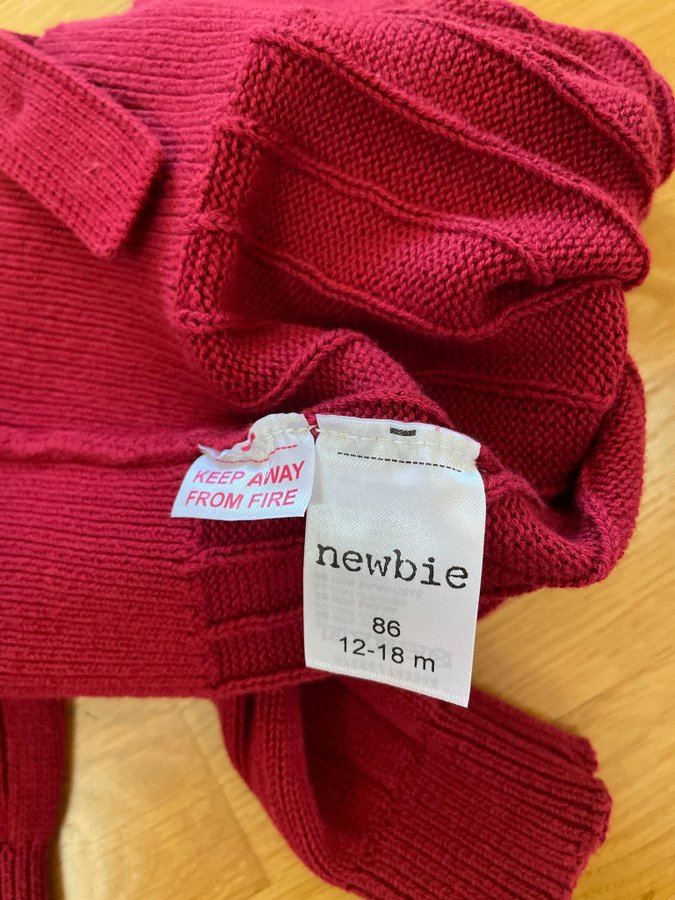 KEEP AWAY
FROM FIRE
newbie
86
12-18 m